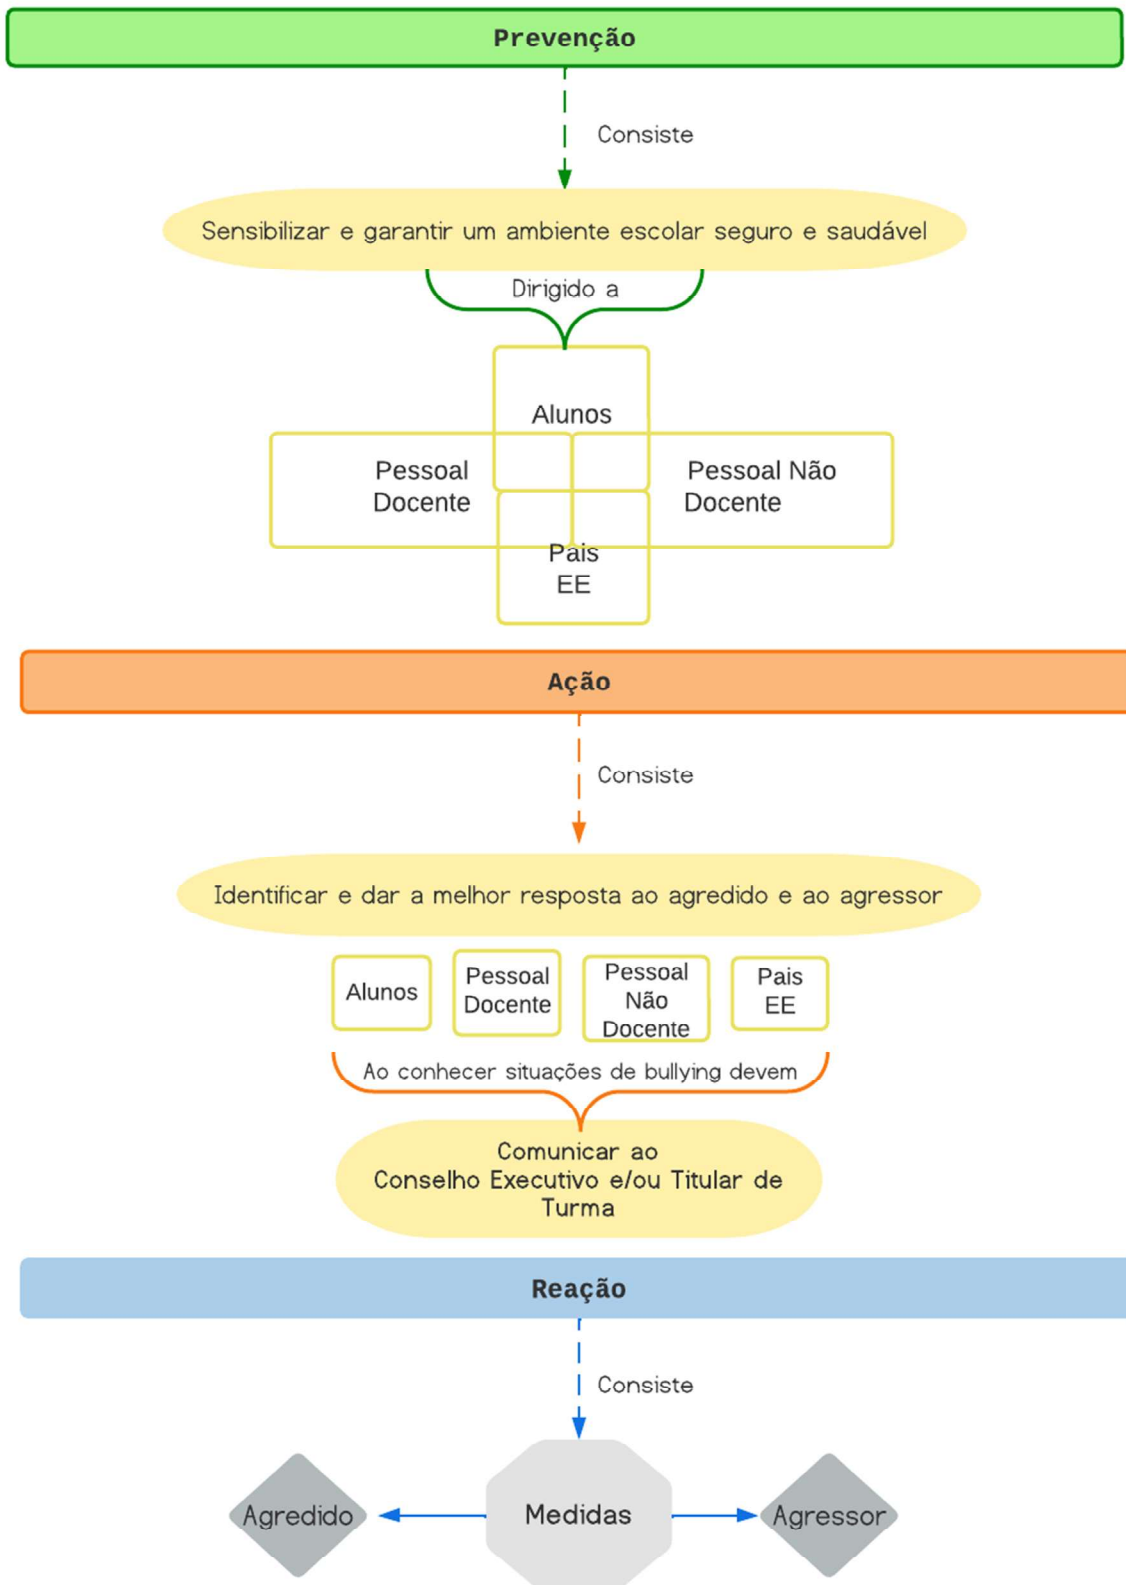 Prevenção
Consiste
Sensibilizar e garantir um ambiente escolar seguro e saudável
Dirigido a
Alunos
Pessoal
Docente
Pessoal Não
Docente
Pais
EE
Ação
Consiste
Identificar e dar a melhor resposta ao agredido e ao agressor
Alunos
Pessoal
Docente
Pessoal
Não
Docente
Pais
EE
Ao conhecer situações de bullying devem
Comunicar ao
Conselho Executivo e/ou Titular de
Turma
Reação
Consiste
Agredido
Medidas
Agressor